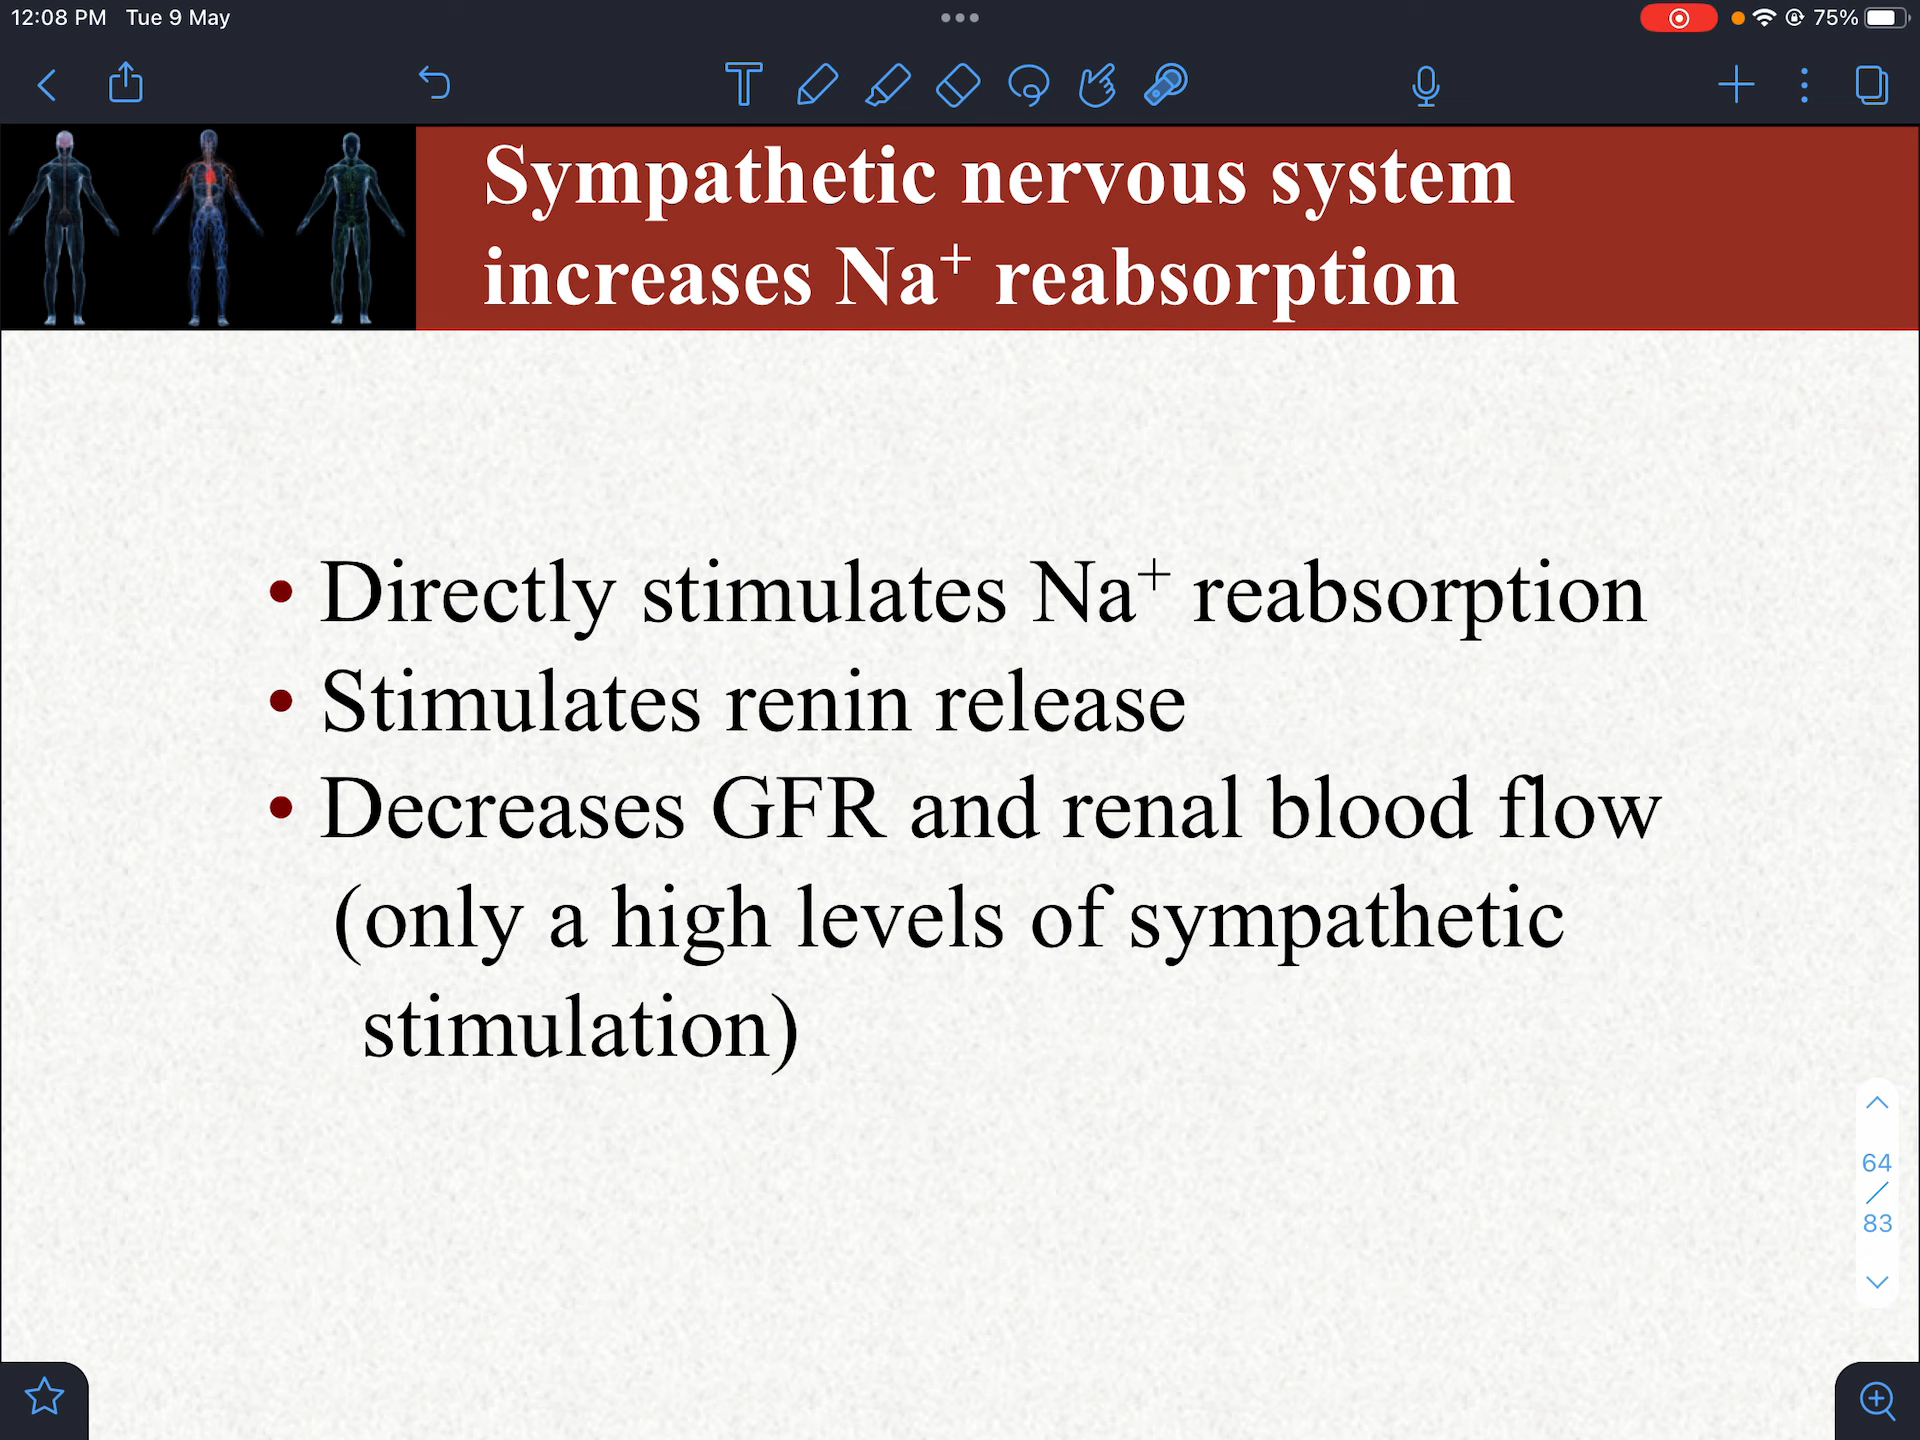 12:08 PM Tue 9 May
75%
Sympathetic nervous system
increases Na⁺ reabsorption
• Directly stimulates Na⁺ reabsorption
• Stimulates renin release
• Decreases GFR and renal blood flow
(only a high levels of sympathetic
stimulation)
64
/
83